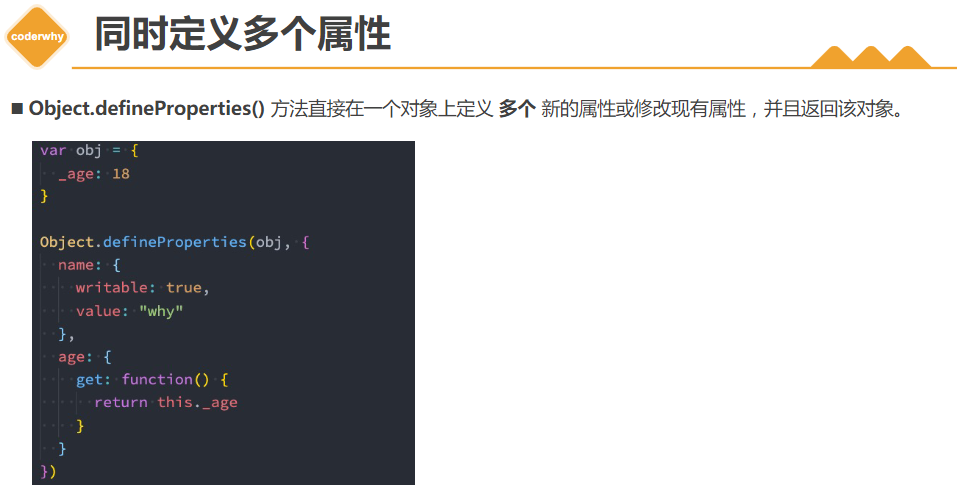 coderwhy
同时定义多个属性
■ Object.defineProperties() 方法直接在一个对象上定义 多个 新的属性或修改现有属性，并且返回该对象。
var obj = {
  _age: 18
}

Object.defineProperties(obj, {
  name: {
    writable: true,
    value: "why"
  },
  age: {
    get: function() {
      return this._age
    }
  }
})